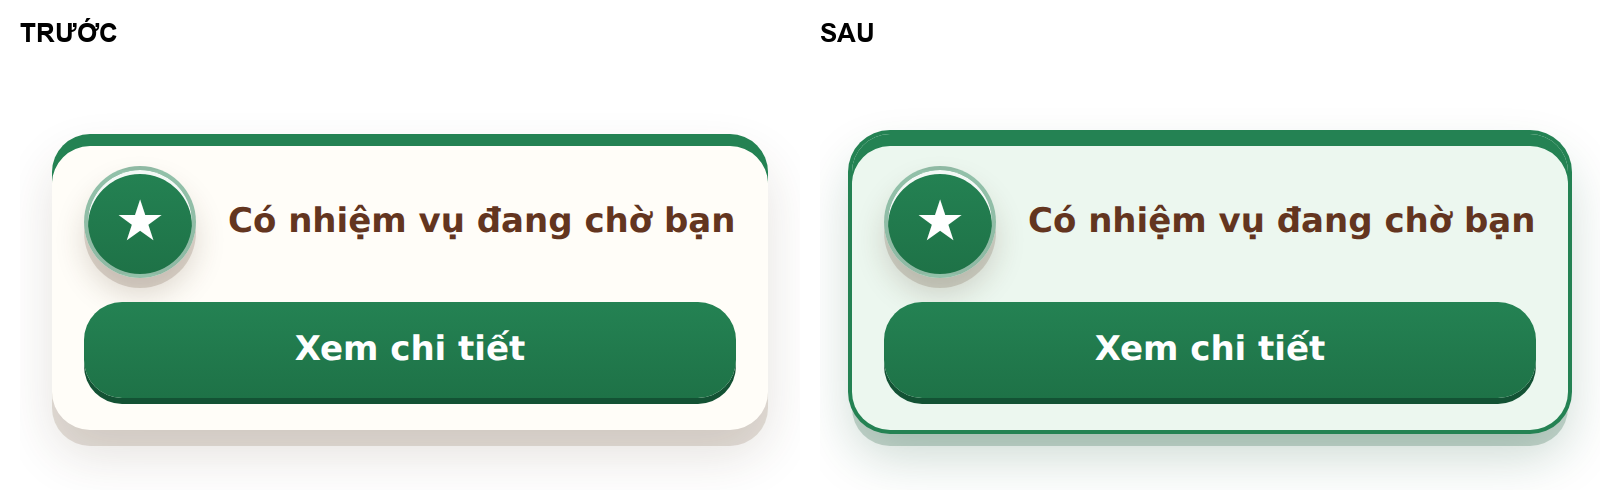 TRƯỚC
Có nhiệm vụ đang chờ bạn
Xem chi tiết
SAU
Có nhiệm vụ đang chờ bạn
Xem chi tiết